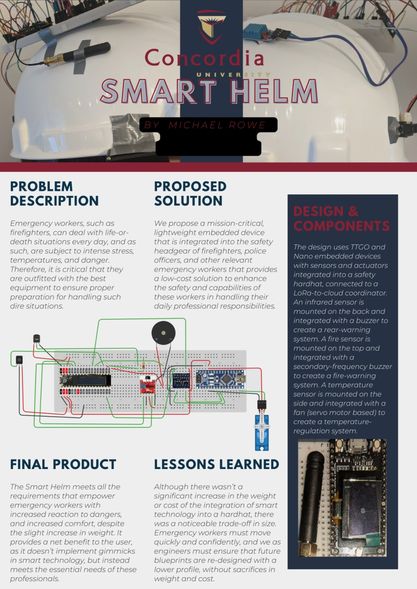 Concordia
UNIVERSITY
SMART HELM
BY MICHAEL ROWE
PROBLEM
DESCRIPTION
Emergency workers, such as
firefighters, can deal with life-or-
death situations every day, and as
such, are subject to intense stress,
temperatures, and danger.
Therefore, it is critical that they
are outfitted with the best
equipment to ensure proper
preparation for handling such
dire situations.
PROPOSED
SOLUTION
We propose a mission-critical,
lightweight embedded device
that is integrated into the safety
headgear of firefighters, police
officers, and other relevant
emergency workers that provides
a low-cost solution to enhance
the safety and capabilities of
these workers in handling their
daily professional responsibilities.
DESIGN &
COMPONENTS
The design uses TTGO and
Nano embedded devices
with sensors and actuators
integrated into a safety
hardhat, connected to a
LoRa-to-cloud coordinator.
An infrared sensor is
mounted on the back and
integrated with a buzzer to
create a rear-warning
system. A fire sensor is
mounted on the top and
integrated with a
secondary-frequency buzzer
to create a fire-warning
system. A temperature
sensor is mounted on the
side and integrated with a
fan (servo motor based) to
create a temperature-
regulation system.
FINAL PRODUCT
The Smart Helm meets all the
requirements that empower
emergency workers with
increased reaction to dangers,
and increased comfort, despite
the slight increase in weight. It
provides a net benefit to the user,
as it doesn't implement gimmicks
in smart technology, but instead
meets the essential needs of these
professionals.
LESSONS LEARNED
Although there wasn't a
significant increase in the weight
or cost of the integration of smart
technology into a hardhat, there
was a noticeable trade-off in size.
Emergency workers must move
quickly and confidently, and we as
engineers must ensure that future
blueprints are re-designed with a
lower profile, without sacrifices in
weight and cost.